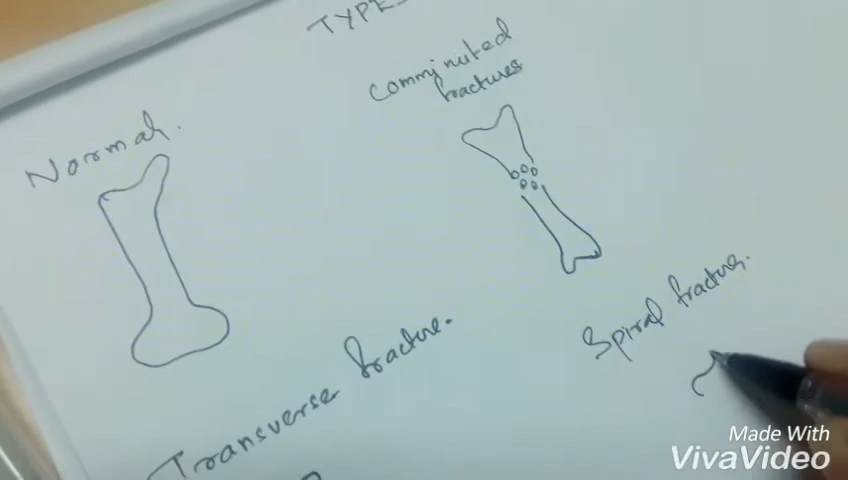 TYPE
Normal.
Comminuted
fractures
Transverse fracture.
Spiral fracture.
Made With
VivaVideo